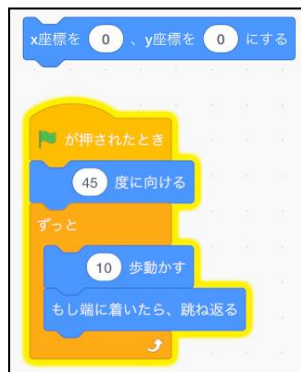 x座標を 0 、y座標を 0 にする
が押されたとき
45 度に向ける
ずっと
10 歩動かす
もし端に着いたら、跳ね返る